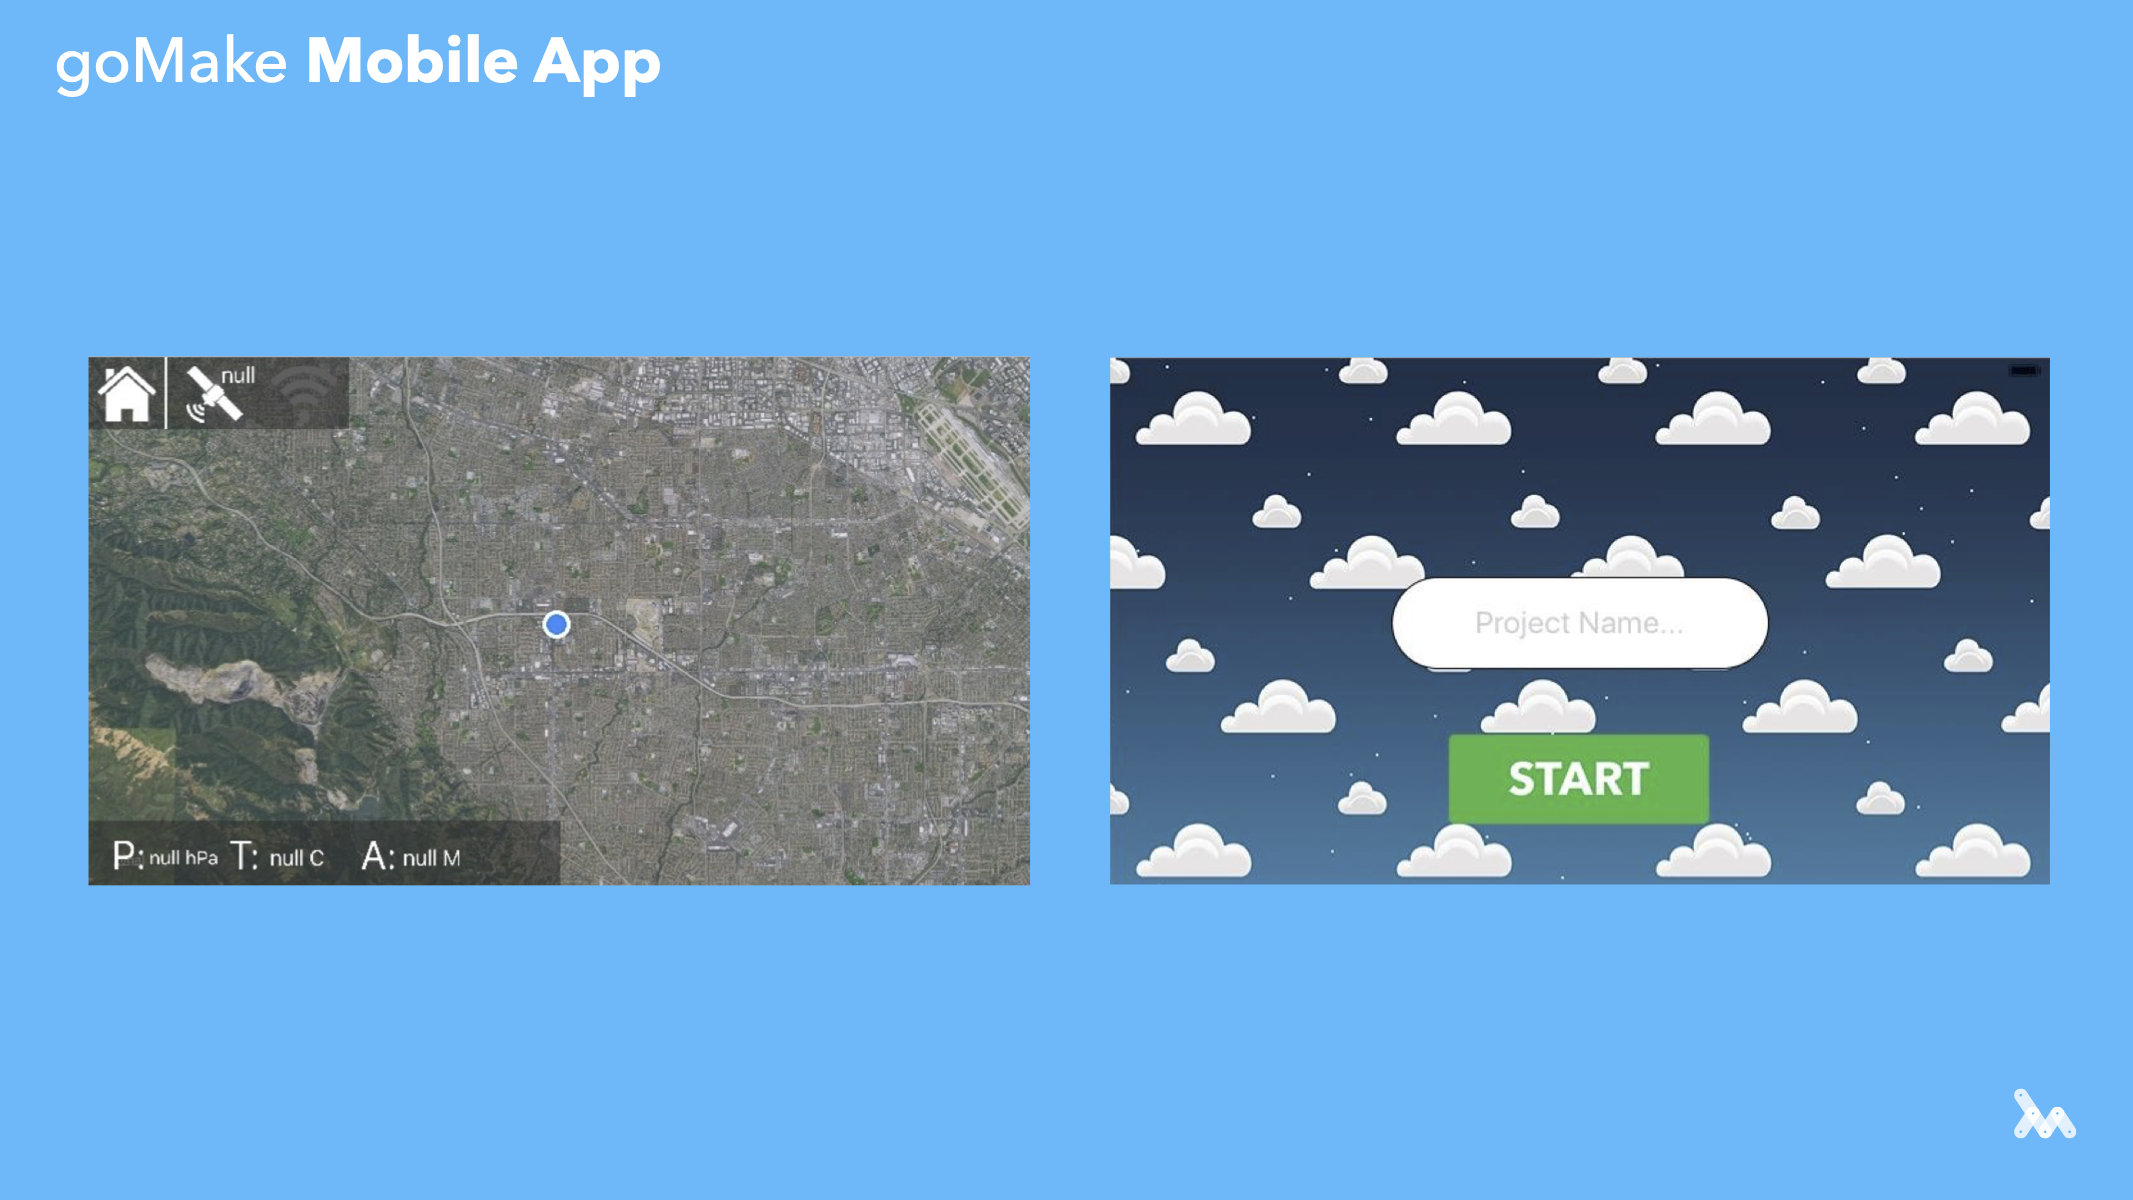 goMake Mobile App
null
P: null hPa T: null C A: null M
Project Name...
START